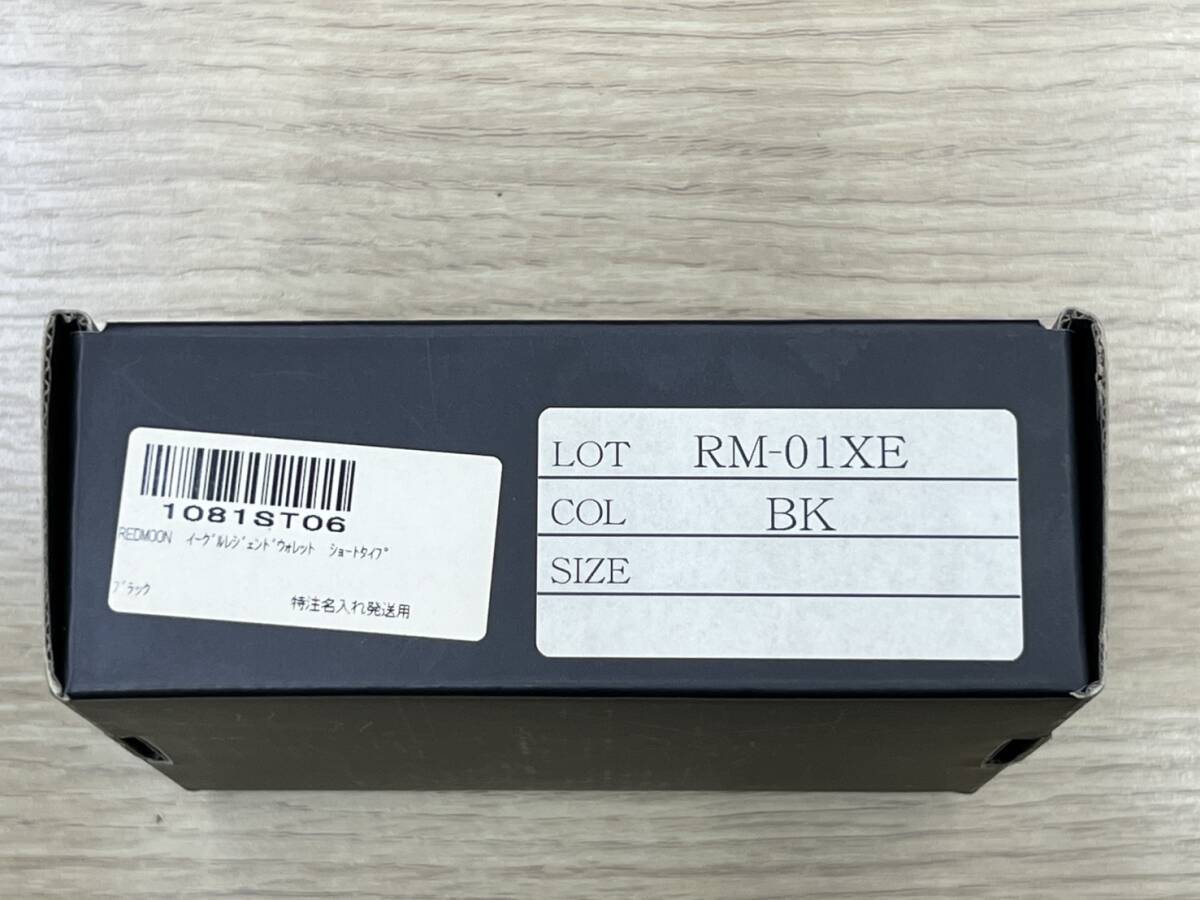 1081ST06
REDMOON ｲｰｸﾞﾙﾚｼﾞｪﾝﾄﾞｳｫﾚｯﾄ ｼｮｰﾄﾀｲﾌﾟ
ﾌﾞﾗｯｸ
特注名入れ発送用
LOT RM-01XE
COL BK
SIZE